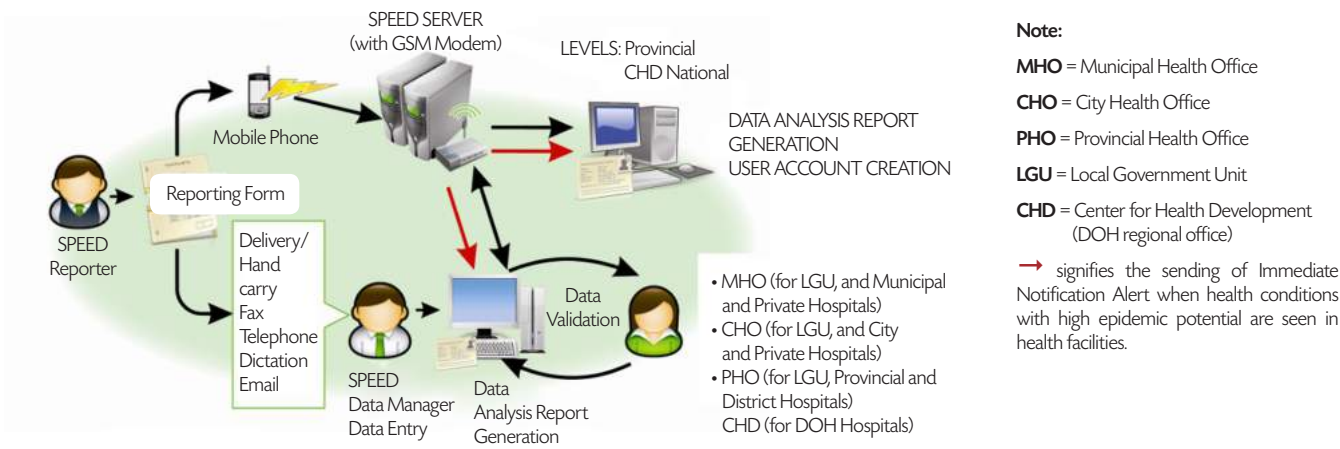 SPEED SERVER
(with GSM Modem)
LEVELS: Provincial
CHD National
Mobile Phone
DATA ANALYSIS REPORT
GENERATION
USER ACCOUNT CREATION
Reporting Form
SPEED
Reporter
Delivery/
Hand
carry
Fax
Telephone
Dictation
Email
SPEED
Data Manager
Data Entry
Data
Analysis Report
Generation
Data
Validation
• MHO (for LGU, and Municipal
and Private Hospitals)
• CHO (for LGU, and City
and Private Hospitals)
• PHO (for LGU, Provincial and
District Hospitals)
CHD (for DOH Hospitals)
Note:
MHO = Municipal Health Office
CHO = City Health Office
PHO = Provincial Health Office
LGU = Local Government Unit
CHD = Center for Health Development
(DOH regional office)
→ signifies the sending of Immediate
Notification Alert when health conditions
with high epidemic potential are seen in
health facilities.